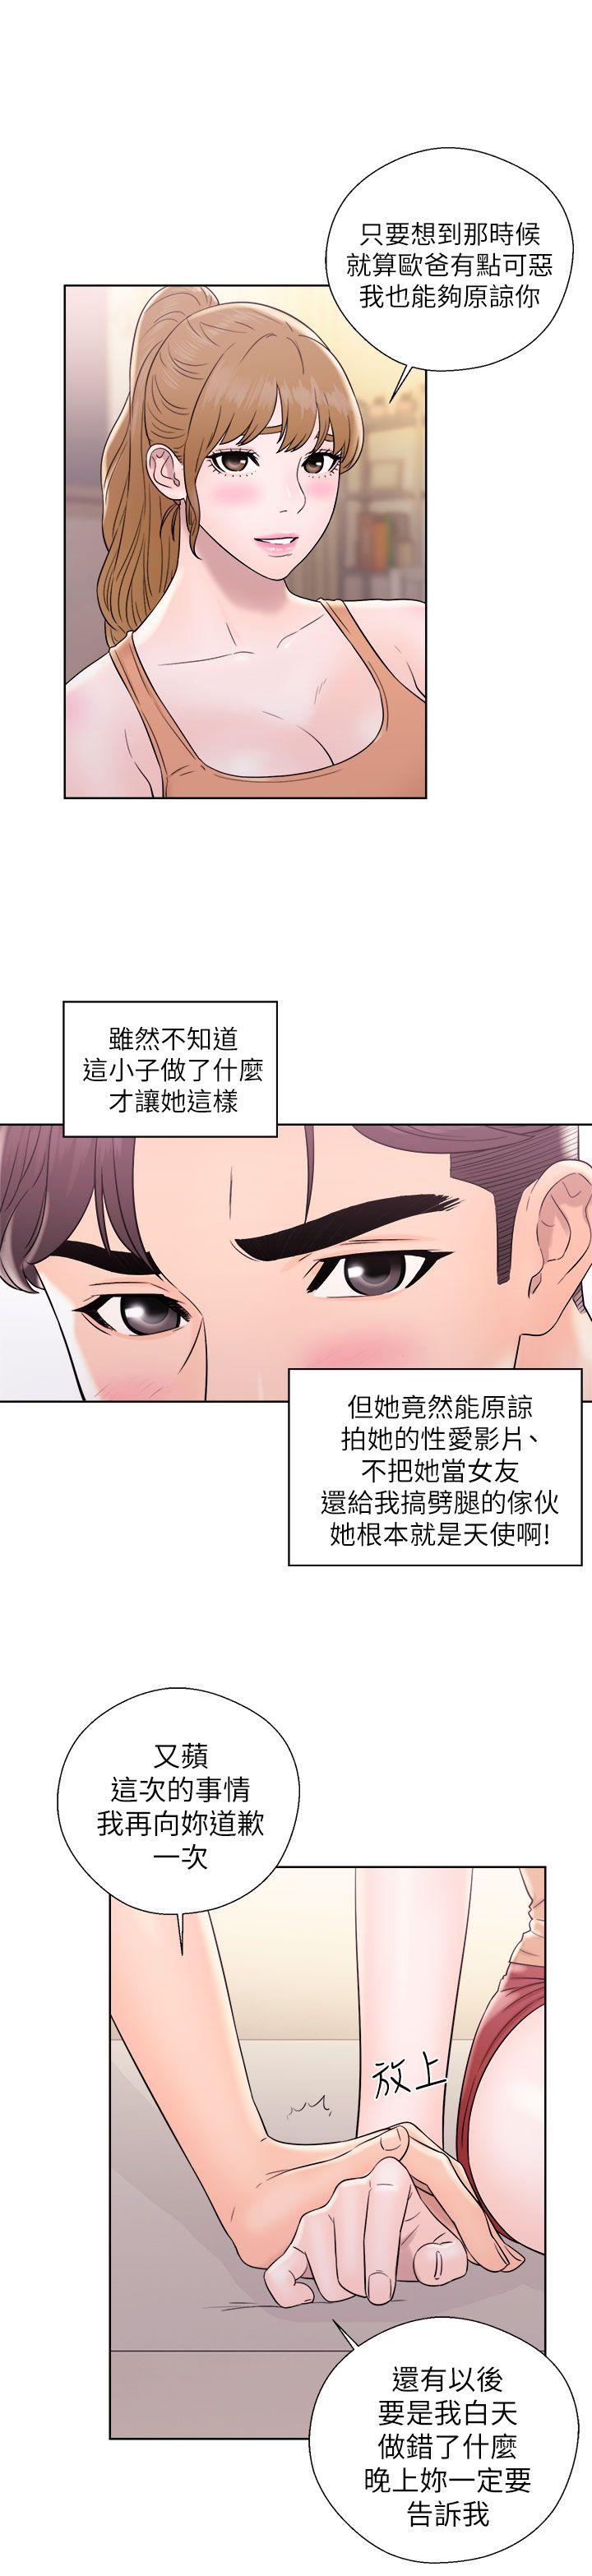 只要想到那時候
就算歐爸有點可惡
我也能夠原諒你
雖然不知道
這小子做了什麼
才讓她這樣
但她竟然能原諒
拍她的性愛影片、
不把她當女友
還給我搞劈腿的傢伙
她根本就是天使啊!
又蘋
這次的事情
我再向妳道歉
一次
放上
還有以後
要是我白天
做錯了什麼
晚上妳一定要
告訴我